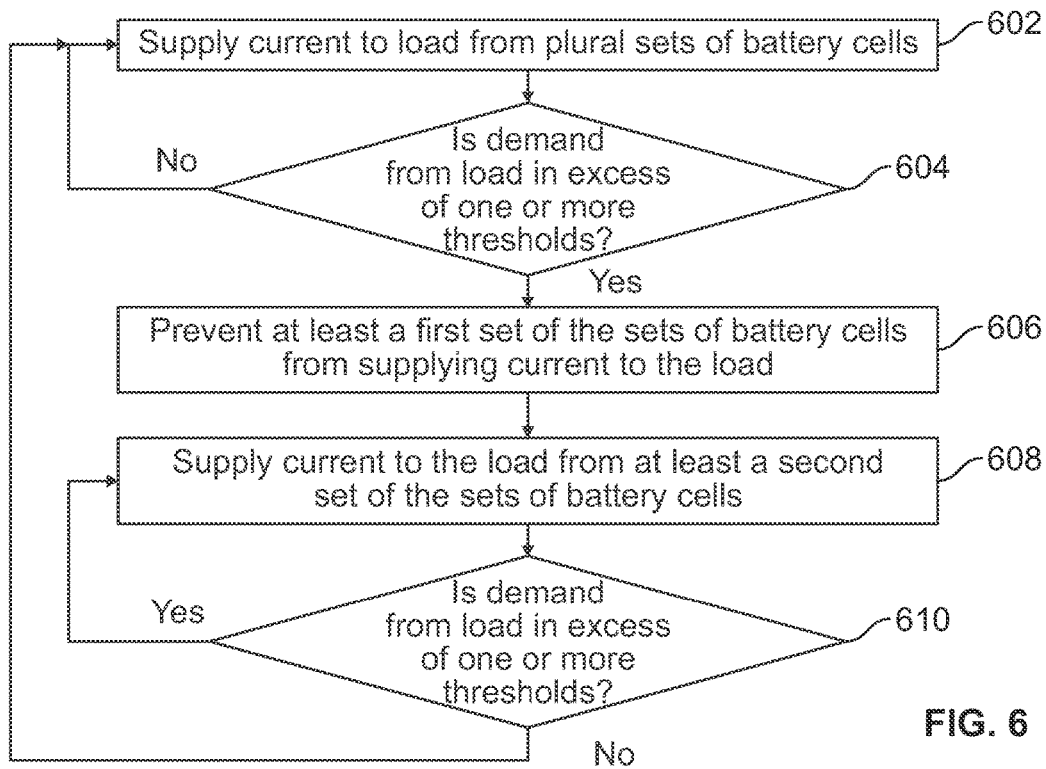 Supply current to load from plural sets of battery cells
602
Is demand
from load in excess
of one or more
thresholds?
No
604
Yes
Prevent at least a first set of the sets of battery cells
from supplying current to the load
606
Supply current to the load from at least a second
set of the sets of battery cells
608
Is demand
from load in excess
of one or more
thresholds?
Yes
610
No
FIG. 6